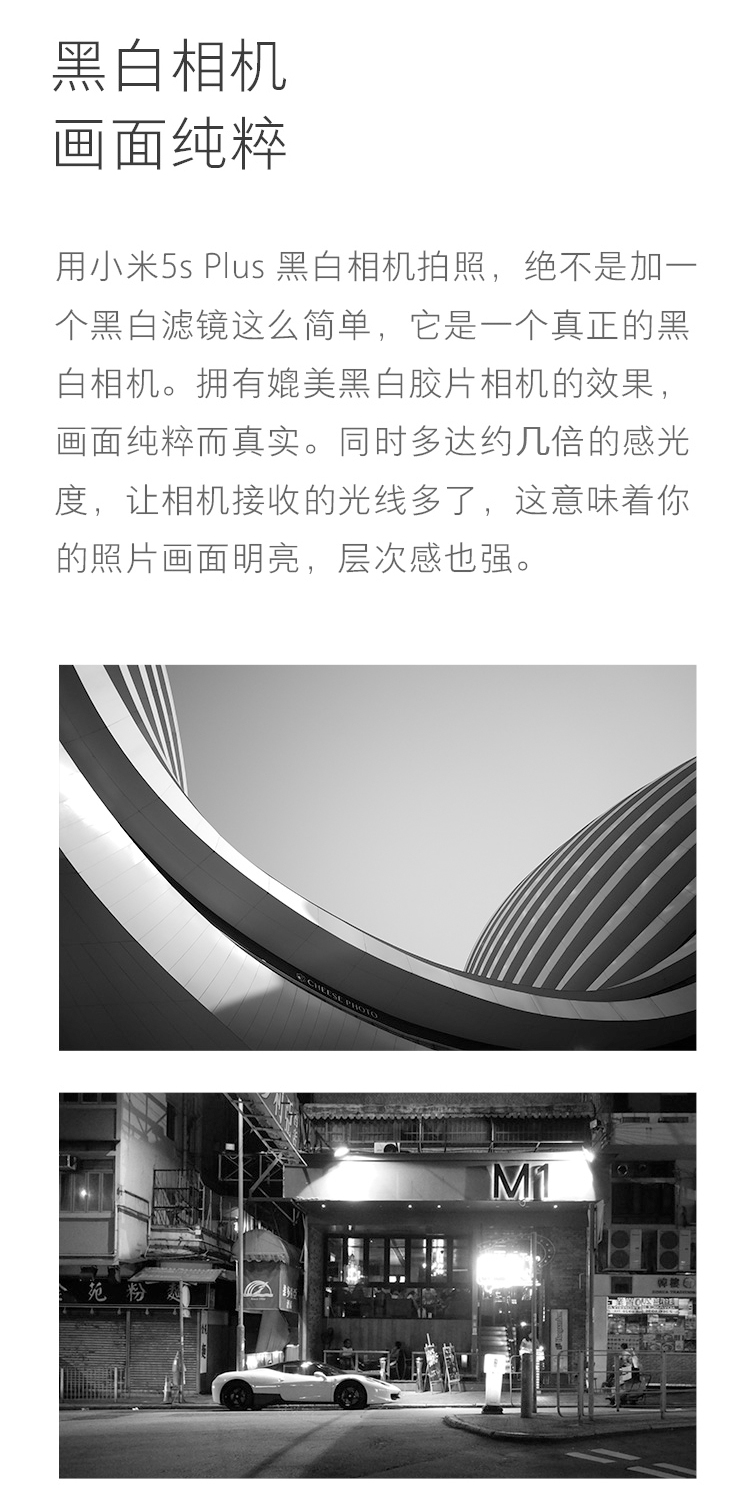 黑白相机
画面纯粹
用小米5s Plus 黑白相机拍照，绝不是加一
个黑白滤镜这么简单，它是一个真正的黑
白相机。拥有媲美黑白胶片相机的效果，
画面纯粹而真实。同时多达约几倍的感光
度，让相机接收的光线多了，这意味着你
的照片画面明亮，层次感也强。
CHEESE PHOTO
M1
苑粉麵